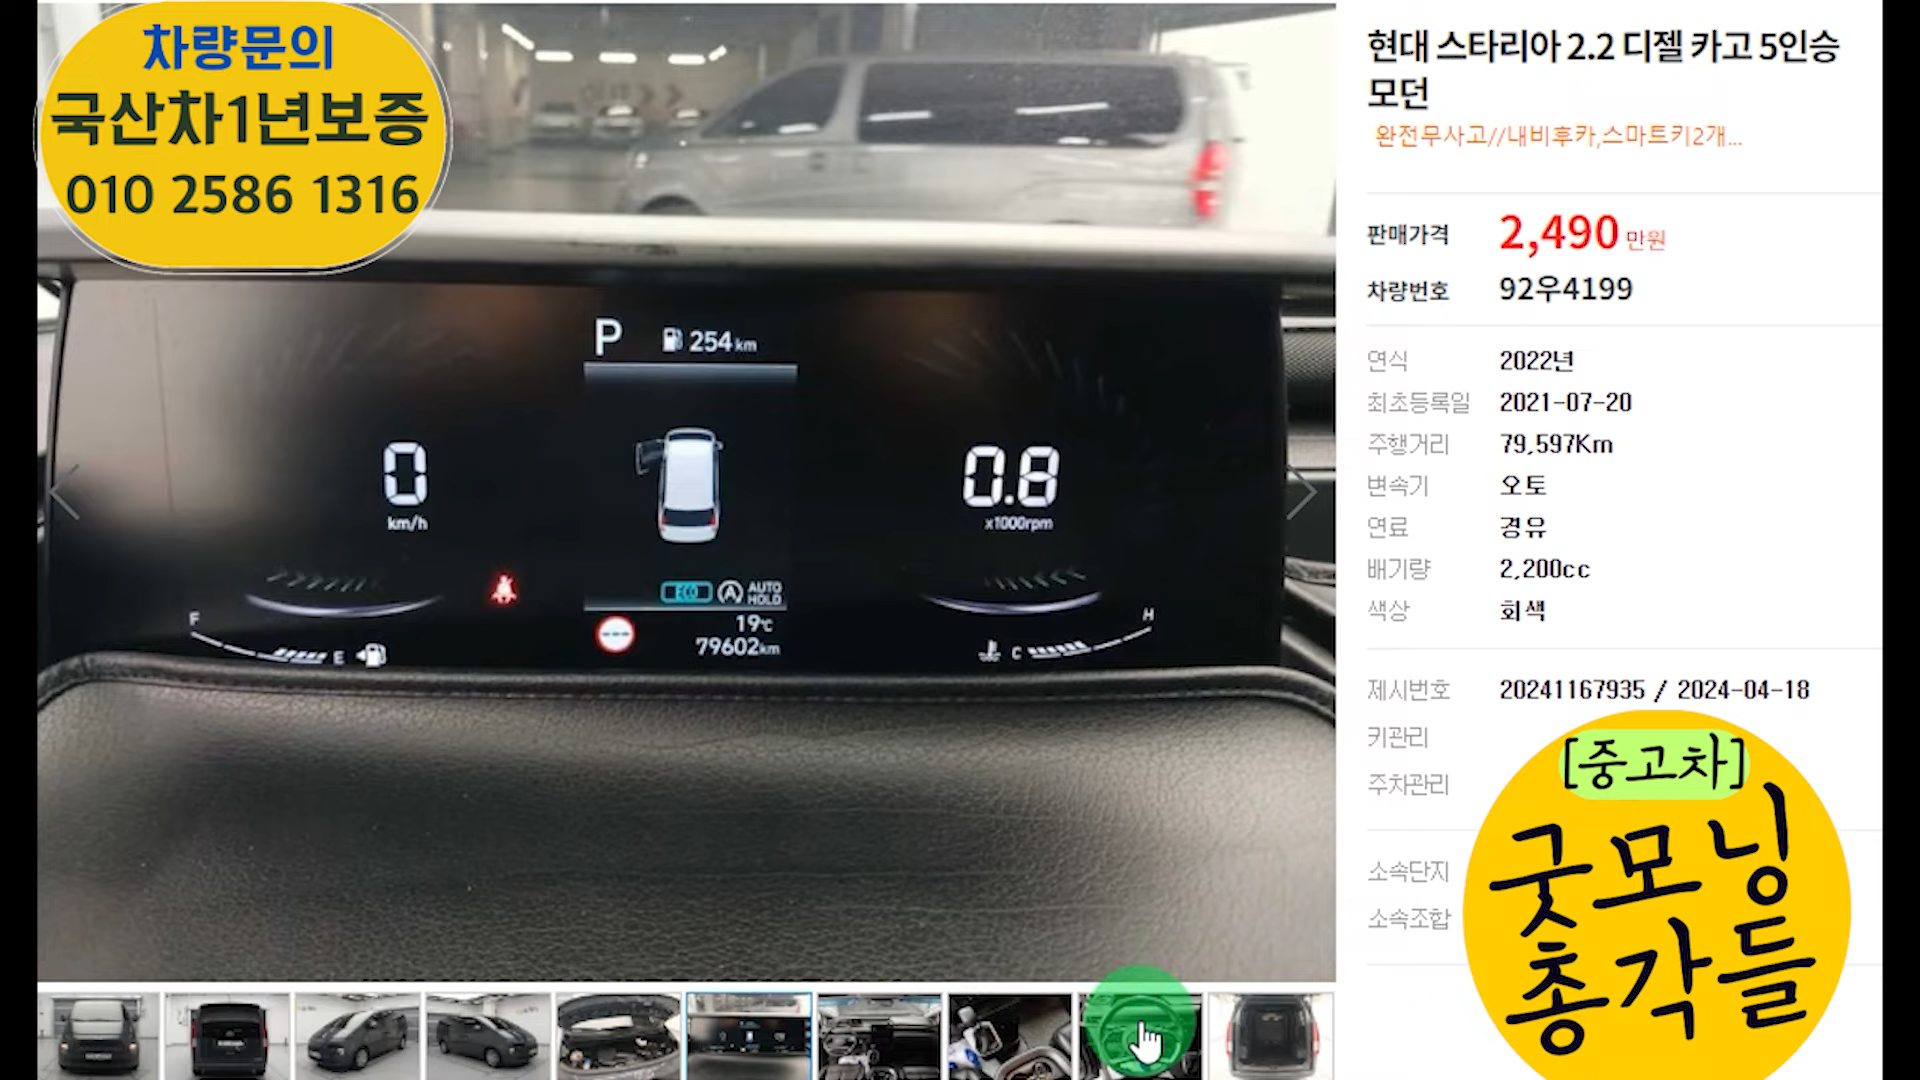 차량문의
국산차1년보증
010 2586 1316
P 254 km
0
km/h
0.8
x1000rpm
ECO A AUTO HOLD
19℃
79602km
F
E
C
H
현대 스타리아 2.2 디젤 카고 5인승
모던
완전무사고//내비후카,스마트키2개...
판매가격 2,490 만원
차량번호 92우4199
연식 2022년
최초등록일 2021-07-20
주행거리 79,597Km
변속기 오토
연료 경유
배기량 2,200cc
색상 회색
제시번호 20241167935 / 2024-04-18
키관리
주차관리
소속단지
소속조합
[중고차]
굿모닝
총각들